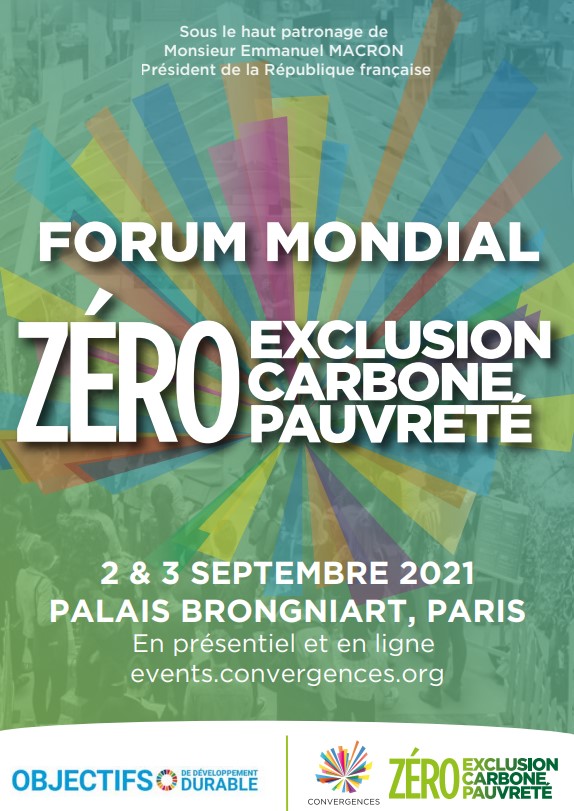 Sous le haut patronage de
Monsieur Emmanuel MACRON
Président de la République française
FORUM MONDIAL
ZÉRO EXCLUSION
CARBONE
PAUVRETÉ
2 & 3 SEPTEMBRE 2021
PALAIS BRONGNIART, PARIS
En présentiel et en ligne
events.convergences.org
OBJECTIFS DE DÉVELOPPEMENT
DURABLE
CONVERGENCES
ZÉRO EXCLUSION
CARBONE
PAUVRETÉ